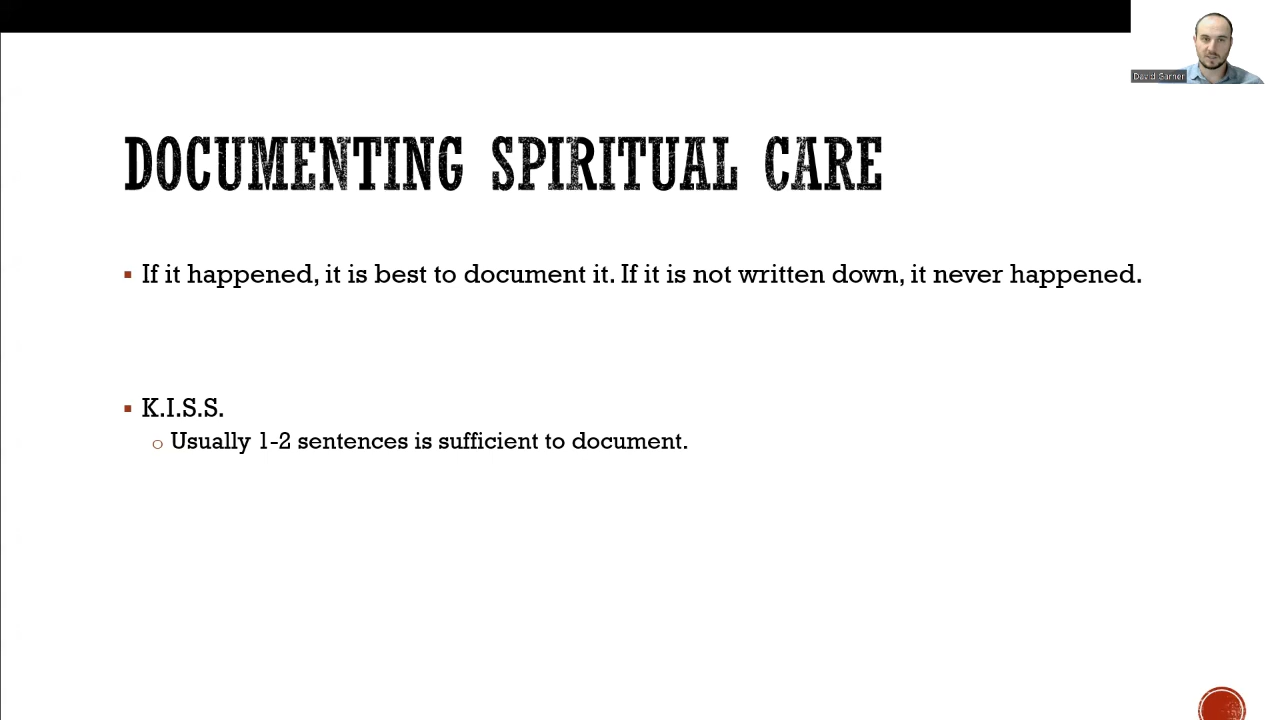 David Garner
DOCUMENTING SPIRITUAL CARE
If it happened, it is best to document it. If it is not written down, it never happened.
K.I.S.S.
Usually 1-2 sentences is sufficient to document.